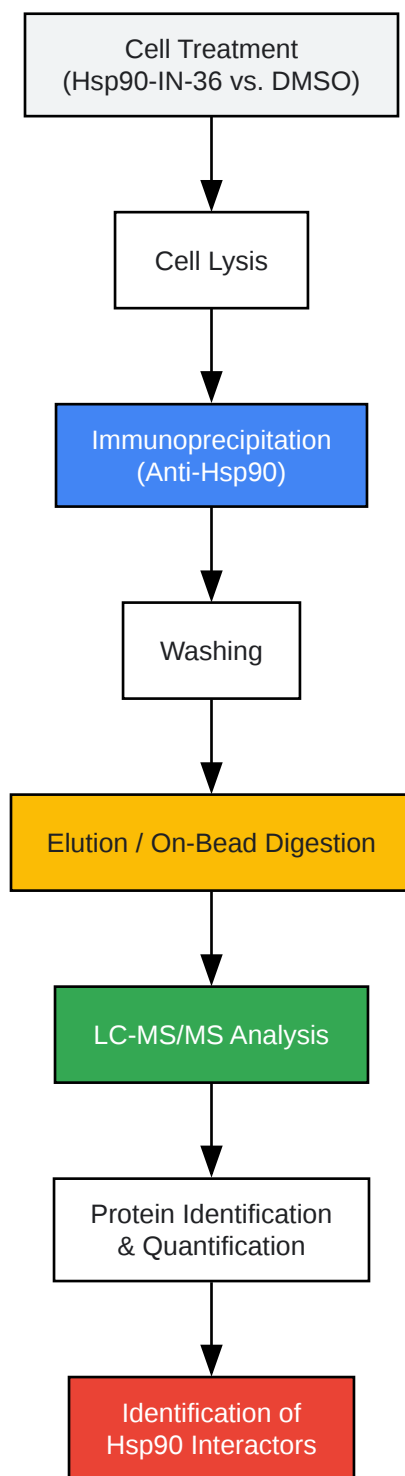 Cell Treatment
(Hsp90-IN-36 vs. DMSO)
Cell Lysis
Immunoprecipitation
(Anti-Hsp90)
Washing
Elution / On-Bead Digestion
LC-MS/MS Analysis
Protein Identification
& Quantification
Identification of
Hsp90 Interactors